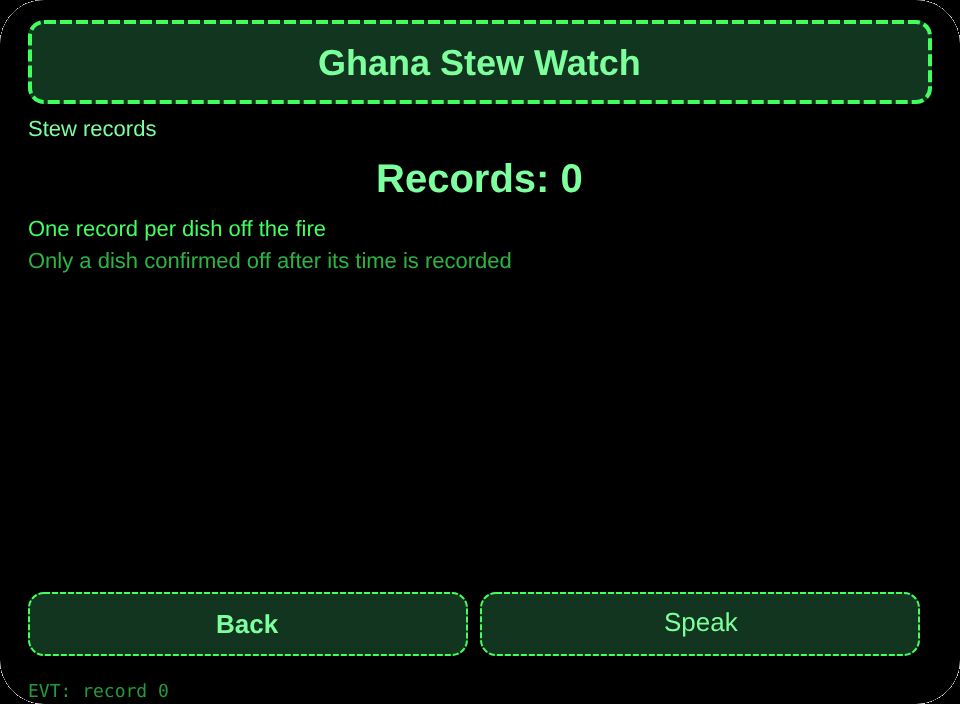 Ghana Stew Watch
Stew records
Records: 0
One record per dish off the fire
Only a dish confirmed off after its time is recorded
Back
Speak
EVT: record 0